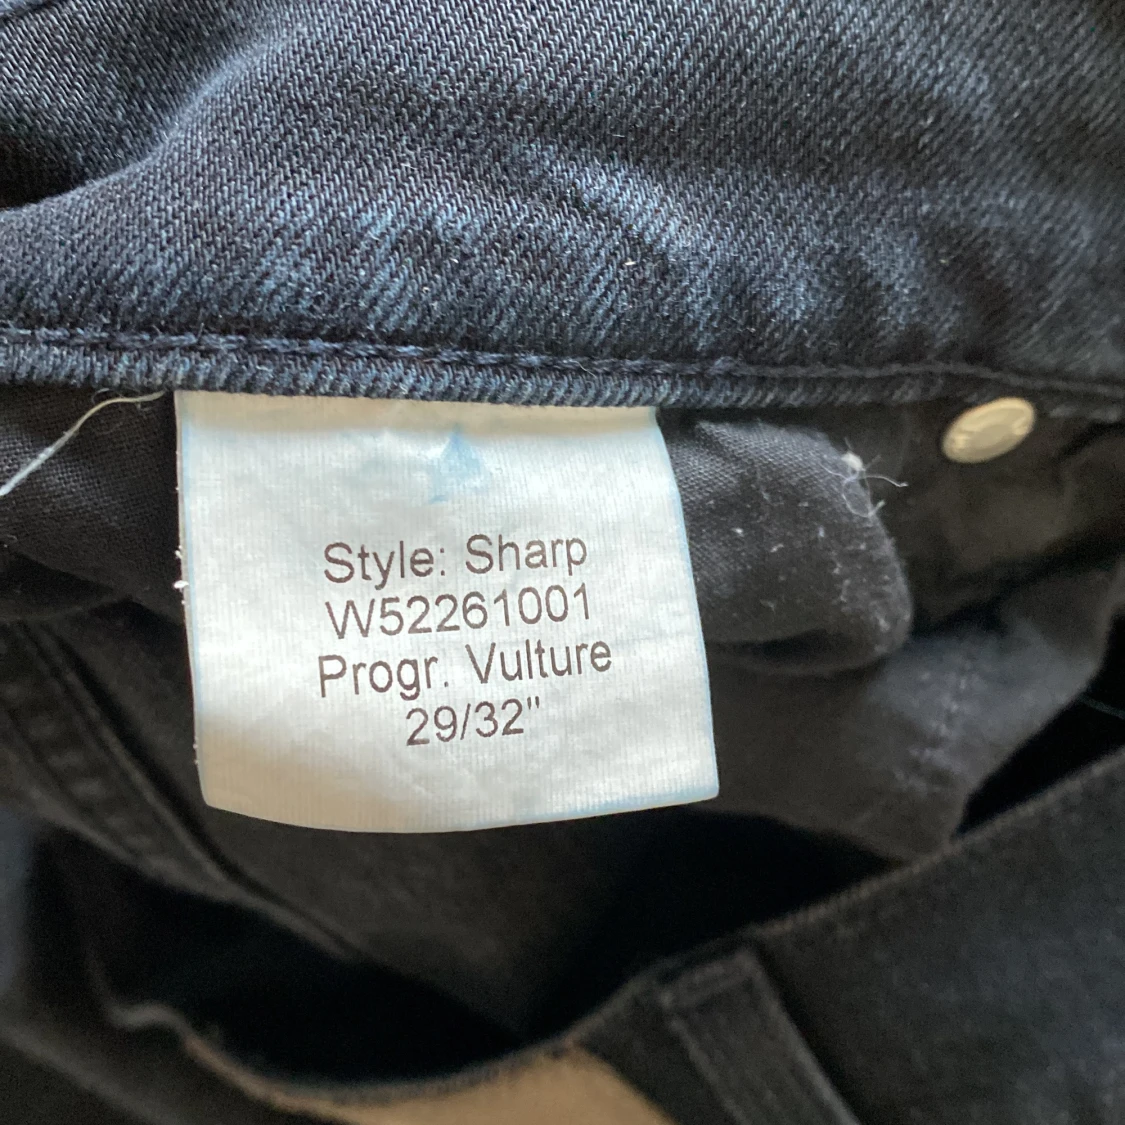 Style: Sharp
W52261001
Progr. Vulture
29/32"